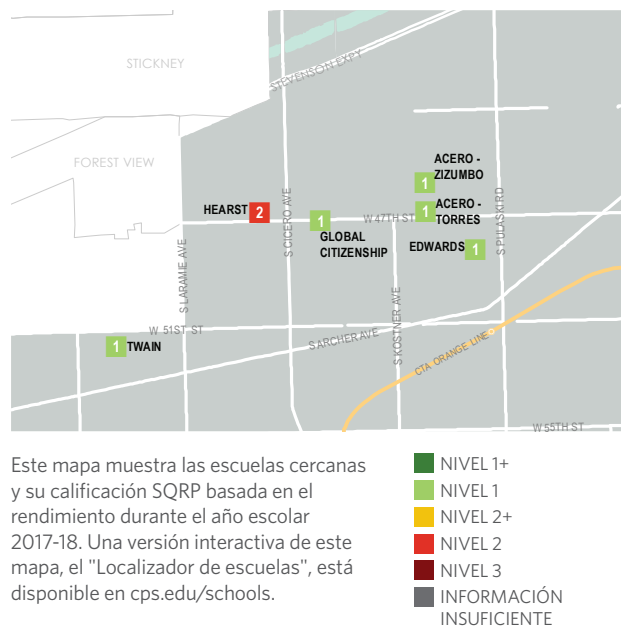 STICKNEY
STEVENSON EXPY
FOREST VIEW
ACERO -
ZIZUMBO
1
HEARST 2
S CICERO AVE
1
GLOBAL
CITIZENSHIP
W 47TH ST
1
ACERO -
TORRES
S PULASKI RD
EDWARDS 1
S LARAMIE AVE
S KOSTNER AVE
W 51ST ST
1 TWAIN
S ARCHER AVE
CTA ORANGE LINE
W 55TH ST
Este mapa muestra las escuelas cercanas
y su calificación SQRP basada en el
rendimiento durante el año escolar
2017-18. Una versión interactiva de este
mapa, el "Localizador de escuelas", está
disponible en cps.edu/schools.
NIVEL 1+
NIVEL 1
NIVEL 2+
NIVEL 2
NIVEL 3
INFORMACIÓN
INSUFICIENTE